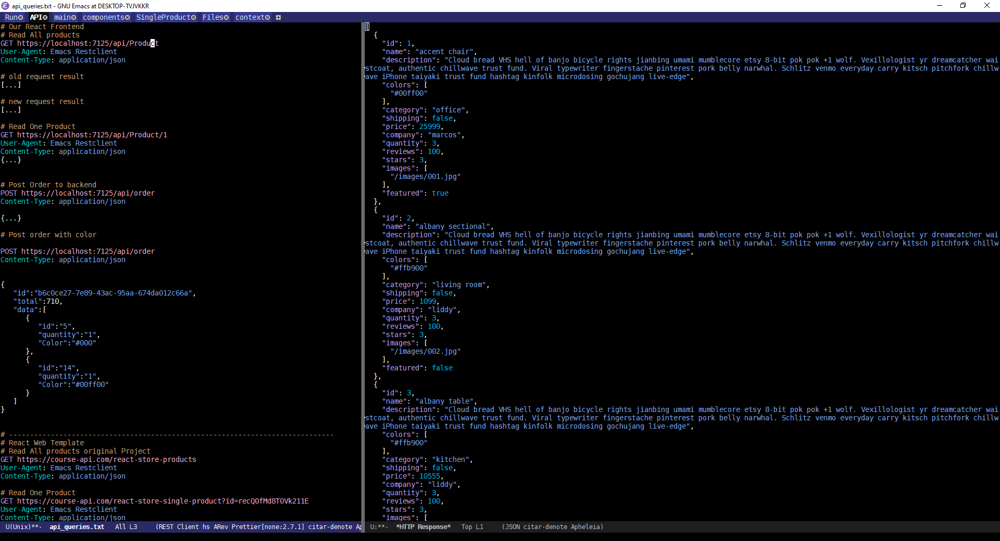 api_queries.txt - GNU Emacs at DESKTOP-TVJVKKR
Run API main components SingleProduct Files context
# Our React Frontend
# Read All products
GET https://localhost:7125/api/Product
User-Agent: Emacs Restclient
Content-Type: application/json
# old request result
[...]
# new request result
[...]
# Read One Product
GET https://localhost:7125/api/Product/1
User-Agent: Emacs Restclient
Content-Type: application/json
{...}
# Post Order to backend
POST https://localhost:7125/api/order
Content-Type: application/json
{...}
# Post order with color
POST https://localhost:7125/api/order
Content-Type: application/json
{
"id":"b6c0ce27-7e89-43ac-95aa-674da012c66a",
"total":710,
"data":[
{
"id":"5",
"quantity":"1",
"Color":"#000"
},
{
"id":"14",
"quantity":"1",
"Color":"#00ff00"
}
]
}
# ------------------------------------------------------------------------------
# React Web Template
# Read All products original Project
GET https://course-api.com/react-store-products
User-Agent: Emacs Restclient
Content-Type: application/json
# Read One Product
GET https://course-api.com/react-store-single-product?id=recQ0fMd8T0Vk211E
User-Agent: Emacs Restclient
Content-Type: application/json
U(Unix)**- api_queries.txt All L3 (REST Client hs ARev Prettier[none:2.7.1] citar-denote Ap
[
{
"id": 1,
"name": "accent chair",
"description": "Cloud bread VHS hell of banjo bicycle rights jianbing umami mumblecore etsy 8-bit pok pok +1 wolf. Vexillologist yr dreamcatcher wai
stcoat, authentic chillwave trust fund. Viral typewriter fingerstache pinterest pork belly narwhal. Schlitz venmo everyday carry kitsch pitchfork chillw
ave iPhone taiyaki trust fund hashtag kinfolk microdosing gochujang live-edge",
"colors": [
"#00ff00"
],
"category": "office",
"shipping": false,
"price": 25999,
"company": "marcos",
"quantity": 3,
"reviews": 100,
"stars": 3,
"images": [
"/images/001.jpg"
],
"featured": true
},
{
"id": 2,
"name": "albany sectional",
"description": "Cloud bread VHS hell of banjo bicycle rights jianbing umami mumblecore etsy 8-bit pok pok +1 wolf. Vexillologist yr dreamcatcher wai
stcoat, authentic chillwave trust fund. Viral typewriter fingerstache pinterest pork belly narwhal. Schlitz venmo everyday carry kitsch pitchfork chillw
ave iPhone taiyaki trust fund hashtag kinfolk microdosing gochujang live-edge",
"colors": [
"#ffb900"
],
"category": "living room",
"shipping": false,
"price": 1099,
"company": "liddy",
"quantity": 3,
"reviews": 100,
"stars": 3,
"images": [
"/images/002.jpg"
],
"featured": false
},
{
"id": 3,
"name": "albany table",
"description": "Cloud bread VHS hell of banjo bicycle rights jianbing umami mumblecore etsy 8-bit pok pok +1 wolf. Vexillologist yr dreamcatcher wai
stcoat, authentic chillwave trust fund. Viral typewriter fingerstache pinterest pork belly narwhal. Schlitz venmo everyday carry kitsch pitchfork chillw
ave iPhone taiyaki trust fund hashtag kinfolk microdosing gochujang live-edge",
"colors": [
"#ffb900"
],
"category": "kitchen",
"shipping": false,
"price": 10555,
"company": "liddy",
"quantity": 3,
"reviews": 100,
"stars": 3,
"images": [
U:**- *HTTP Response* Top L1 (JSON citar-denote Apheleia)